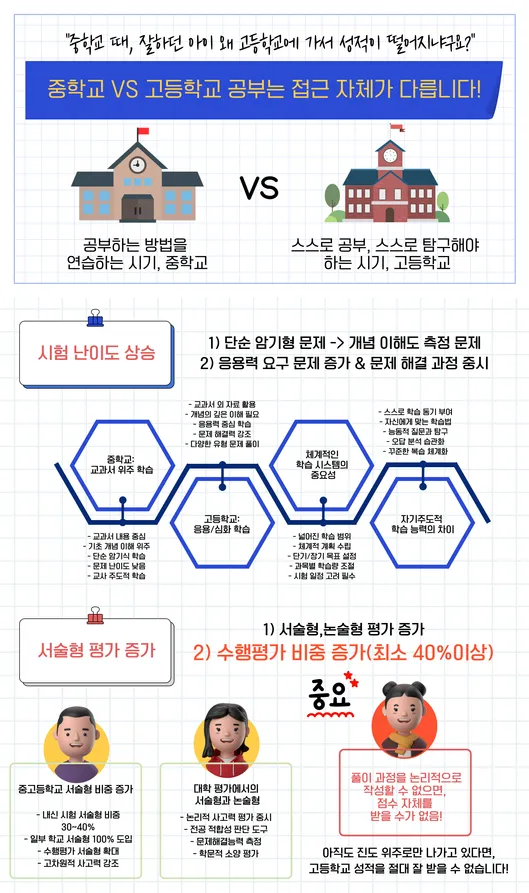 "중학교 때, 잘하던 아이 왜 고등학교에 가서 성적이 떨어지냐구요?"
중학교 VS 고등학교 공부는 접근 자체가 다릅니다!
VS
공부하는 방법을
연습하는 시기, 중학교
스스로 공부, 스스로 탐구해야
하는 시기, 고등학교
시험 난이도 상승
1) 단순 암기형 문제 -> 개념 이해도 측정 문제
2) 응용력 요구 문제 증가 & 문제 해결 과정 중시
중학교:
교과서 위주 학습
- 교과서 내용 중심
- 기초 개념 이해 위주
- 단순 암기식 학습
- 문제 난이도 낮음
- 교사 주도적 학습
- 교과서 외 자료 활용
- 개념의 깊은 이해 필요
- 응용력 중심 학습
- 문제 해결력 강조
- 다양한 유형 문제 풀이
고등학교:
응용/심화 학습
체계적인
학습 시스템의
중요성
- 넓어진 학습 범위
- 체계적 계획 수립
- 단기/장기 목표 설정
- 과목별 학습량 조절
- 시험 일정 고려 필수
- 스스로 학습 동기 부여
- 자신에게 맞는 학습법
- 능동적 질문과 탐구
- 오답 분석 습관화
- 꾸준한 복습 체계화
자기주도적
학습 능력의 차이
서술형 평가 증가
1) 서술형,논술형 평가 증가
2) 수행평가 비중 증가(최소 40%이상)
중요
중고등학교 서술형 비중 증가
- 내신 시험 서술형 비중
30~40%
- 일부 학교 서술형 100% 도입
- 수행평가 서술형 확대
- 고차원적 사고력 강조
대학 평가에서의
서술형과 논술형
- 논리적 사고력 평가 중시
- 전공 적합성 판단 도구
- 문제해결능력 측정
- 학문적 소양 평가
풀이 과정을 논리적으로
작성할 수 없으면,
점수 자체를
받을 수가 없음!
아직도 진도 위주로만 나가고 있다면,
고등학교 성적을 절대 잘 받을 수 없습니다!